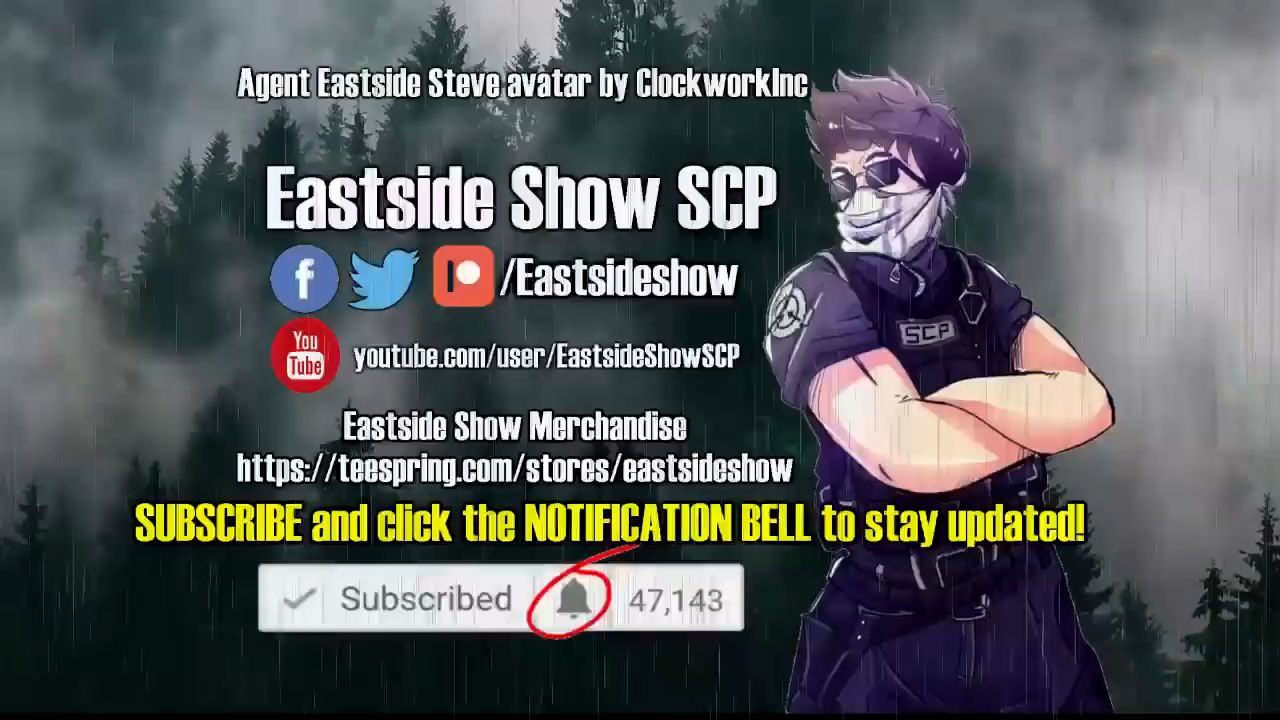 Agent Eastside Steve avatar by ClockworkInc
Eastside Show SCP
f /Eastsideshow
You Tube youtube.com/user/EastsideShowSCP
Eastside Show Merchandise
https://teespring.com/stores/eastsideshow
SUBSCRIBE and click the NOTIFICATION BELL to stay updated!
Subscribed 47,143
SCP